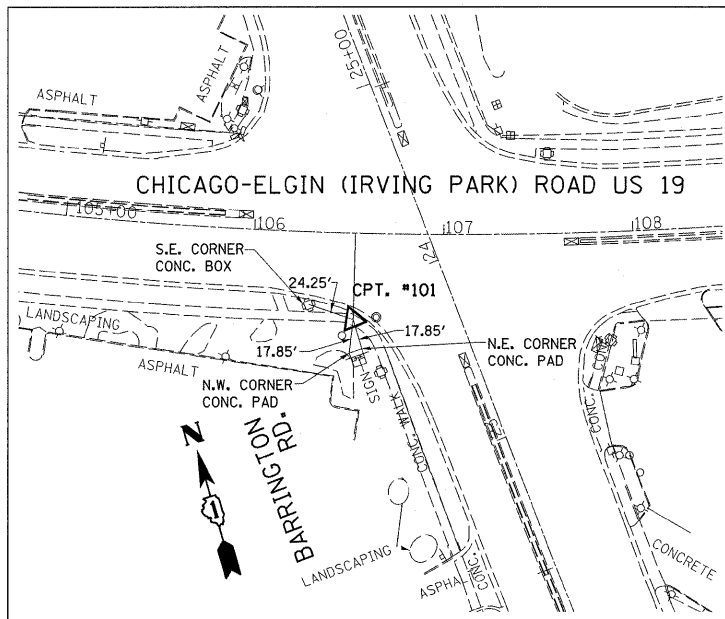 ASPHALT
ASPHALT
25+00
CHICAGO-ELGIN (IRVING PARK) ROAD US 19
105+00
106
107
108
24
S.E. CORNER
CONC. BOX
24.25'
CPT. #101
LANDSCAPING
17.85'
17.85'
N.E. CORNER
CONC. PAD
ASPHALT
N.W. CORNER
CONC. PAD
SIGN
CONC. WALK
CONC.
23
BARRINGTON
RD.
N
LANDSCAPING
ASPHA
CONC.
CONCRETE